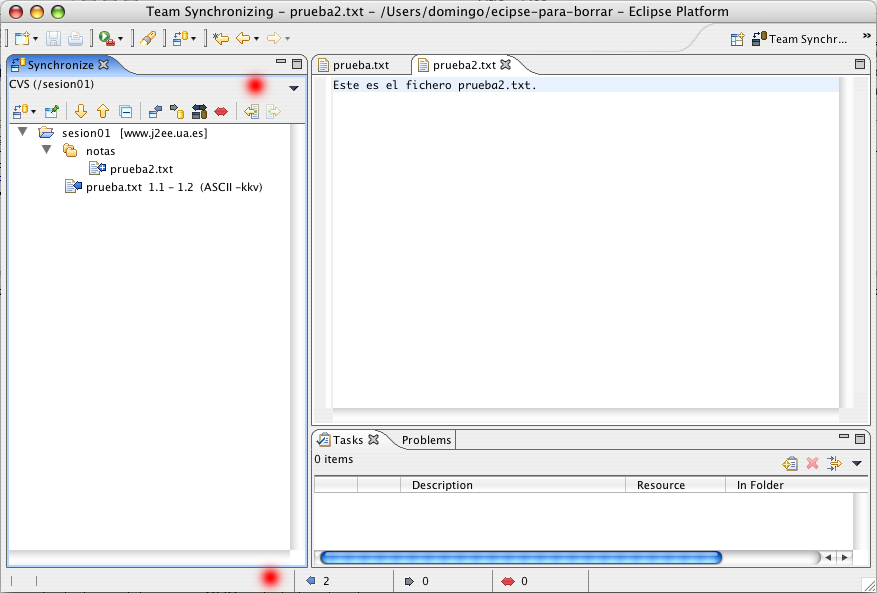 Team Synchronizing – prueba2.txt – /Users/domingo/ecipse-para-borrar – Eclipse Platform
Team Synchr... »
Synchronize
CVS (/sesion01)
sesion01 [www.j2ee.ua.es]
notas
prueba2.txt
prueba.txt 1.1 – 1.2 (ASCII -kkv)
prueba.txt
prueba2.txt
Este es el fichero prueba2.txt.
Tasks
Problems
0 items
Description Resource In Folder
2 0 0